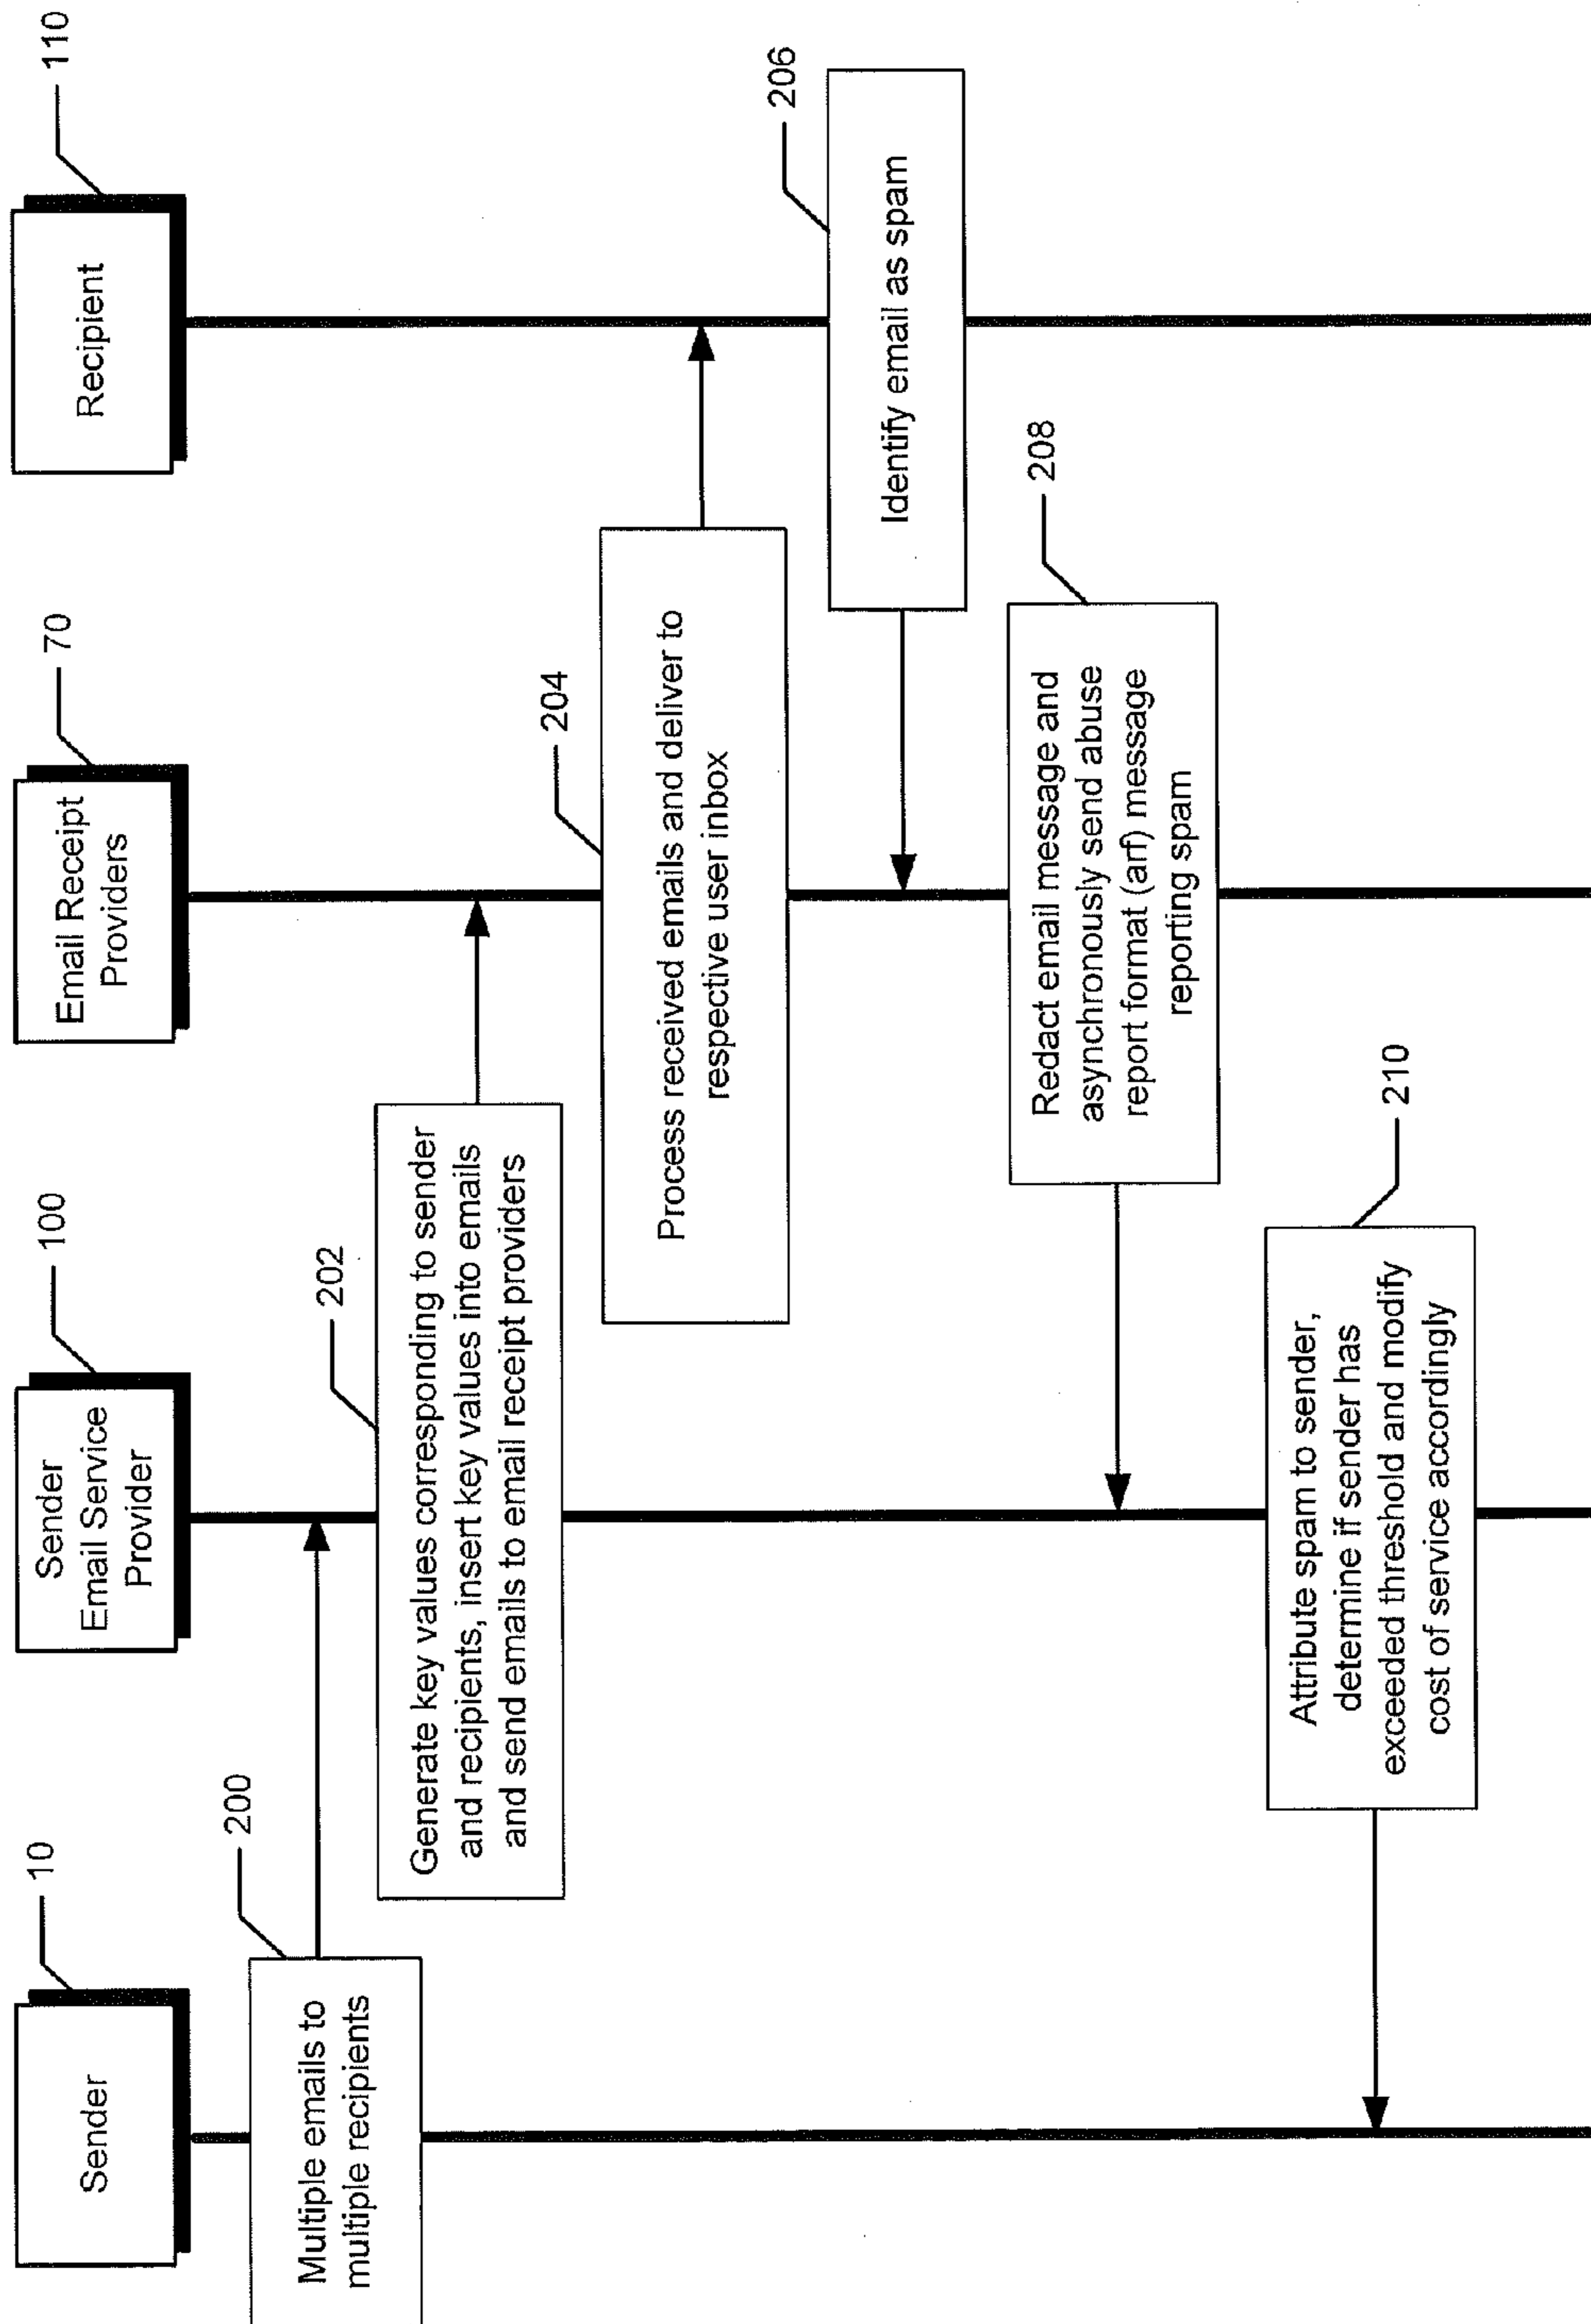 Sender
10
Sender
Email Service
Provider
100
Email Receipt
Providers
70
Recipient
110
Multiple emails to
multiple recipients
200
Generate key values corresponding to sender
and recipients, insert key values into emails
and send emails to email receipt providers
202
Process received emails and deliver to
respective user inbox
204
Identify email as spam
206
Redact email message and
asynchronously send abuse
report format (arf) message
reporting spam
208
Attribute spam to sender,
determine if sender has
exceeded threshold and modify
cost of service accordingly
210